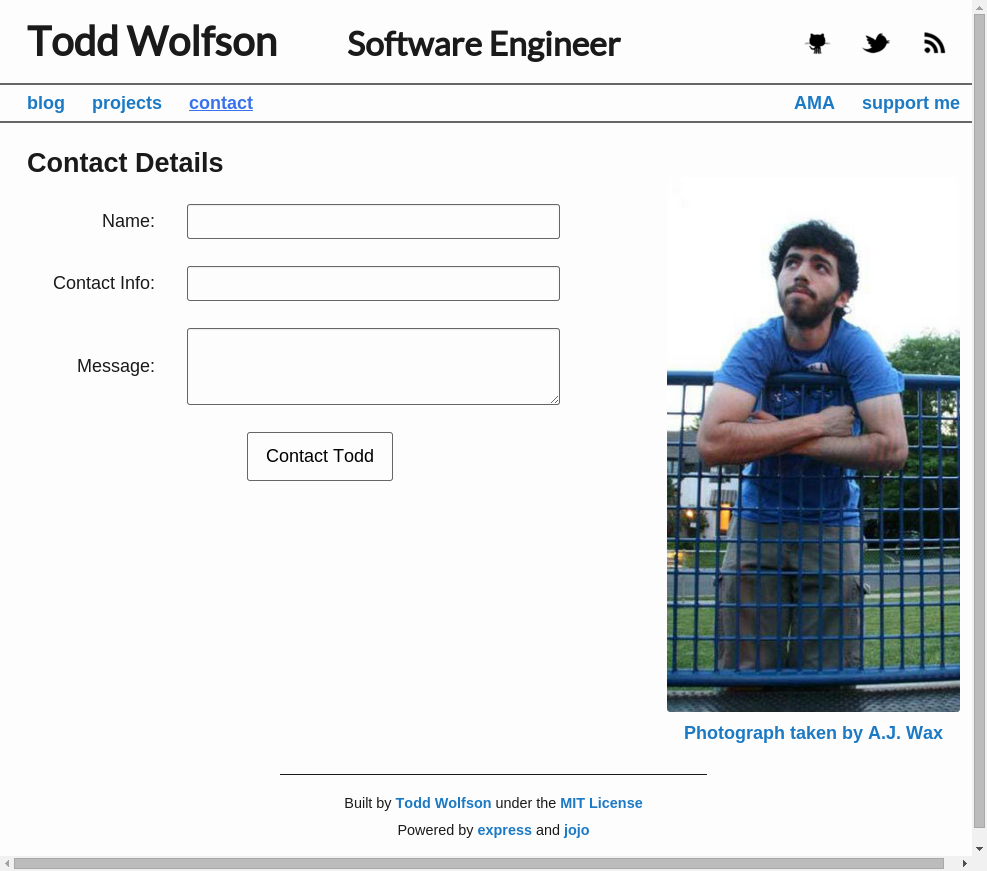 Todd Wolfson Software Engineer
blog projects contact AMA support me
Contact Details
Name:
Contact Info:
Message:
Contact Todd
Photograph taken by A.J. Wax
Built by Todd Wolfson under the MIT License
Powered by express and jojo